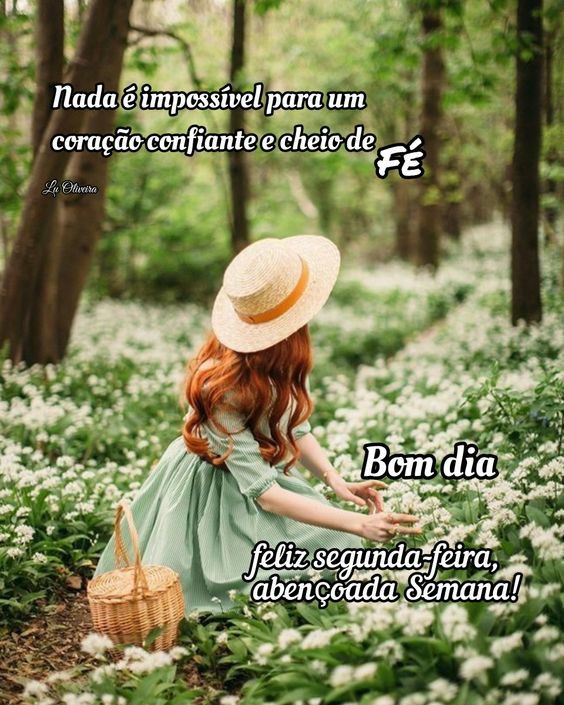 Nada é impossível para um
coração confiante e cheio de
FÉ
Lu Oliveira
Bom dia
feliz segunda-feira,
abençoada Semana!